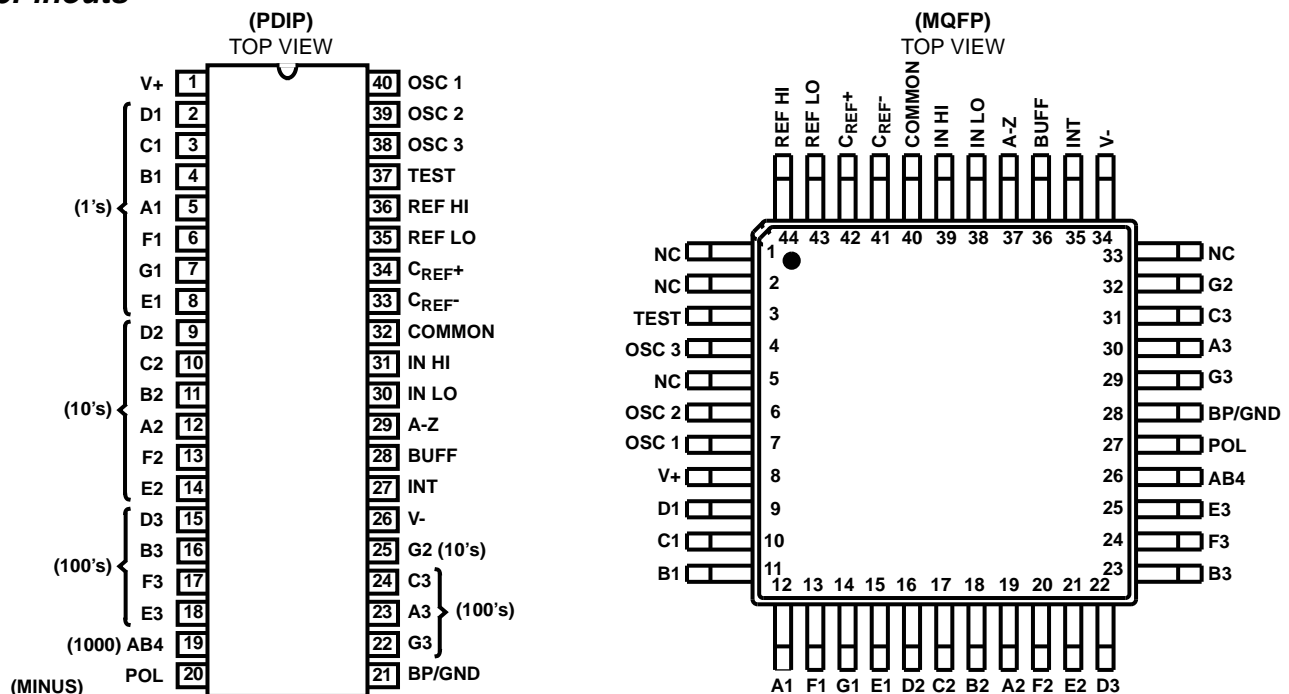 (PDIP)
TOP VIEW
V+ 1 40 OSC 1
D1 2 39 OSC 2
C1 3 38 OSC 3
B1 4 37 TEST
(1's) A1 5 36 REF HI
F1 6 35 REF LO
G1 7 34 CREF+
E1 8 33 CREF-
D2 9 32 COMMON
C2 10 31 IN HI
B2 11 30 IN LO
(10's) A2 12 29 A-Z
F2 13 28 BUFF
E2 14 27 INT
D3 15 26 V-
B3 16 25 G2 (10's)
(100's) F3 17 24 C3
E3 18 23 A3 (100's)
(1000) AB4 19 22 G3
POL 20 21 BP/GND
(MINUS)
(MQFP)
TOP VIEW
REF HI
REF LO
CREF+
CREF-
COMMON
IN HI
IN LO
A-Z
BUFF
INT
V-
44 43 42 41 40 39 38 37 36 35 34
NC 1 33 NC
NC 2 32 G2
TEST 3 31 C3
OSC 3 4 30 A3
NC 5 29 G3
OSC 2 6 28 BP/GND
OSC 1 7 27 POL
V+ 8 26 AB4
D1 9 25 E3
C1 10 24 F3
B1 11 23 B3
12 13 14 15 16 17 18 19 20 21 22
A1 F1 G1 E1 D2 C2 B2 A2 F2 E2 D3